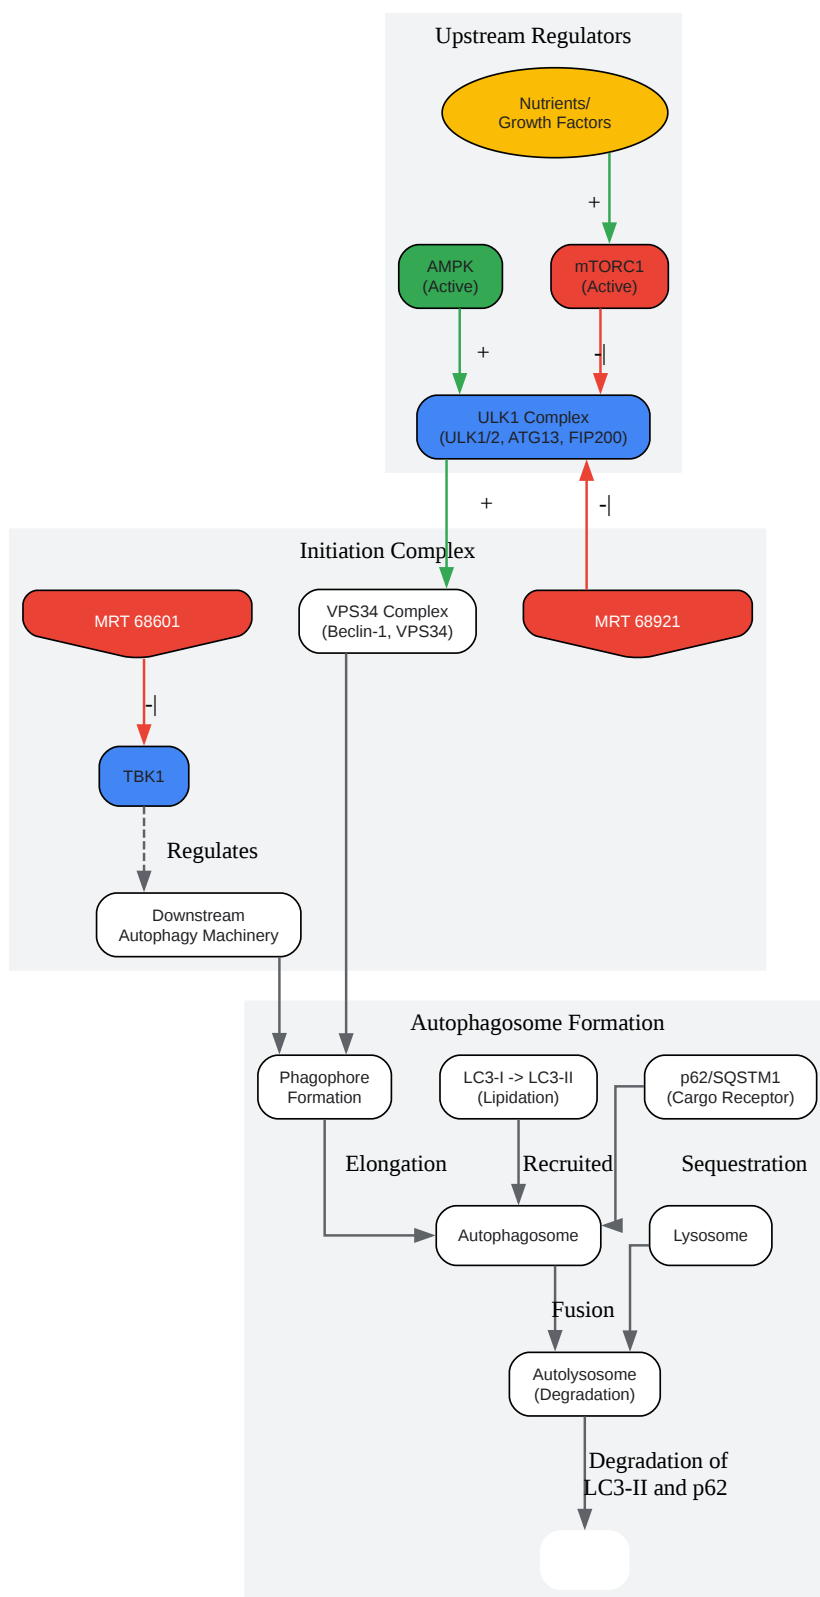 Upstream Regulators
Nutrients/
Growth Factors
+
AMPK
(Active)
mTORC1
(Active)
+
-|
ULK1 Complex
(ULK1/2, ATG13, FIP200)
+
-|
Initiation Complex
MRT 68601
VPS34 Complex
(Beclin-1, VPS34)
MRT 68921
-|
TBK1
Regulates
Downstream
Autophagy Machinery
Autophagosome Formation
Phagophore
Formation
LC3-I -> LC3-II
(Lipidation)
p62/SQSTM1
(Cargo Receptor)
Elongation
Recruited
Sequestration
Autophagosome
Lysosome
Fusion
Autolysosome
(Degradation)
Degradation of
LC3-II and p62